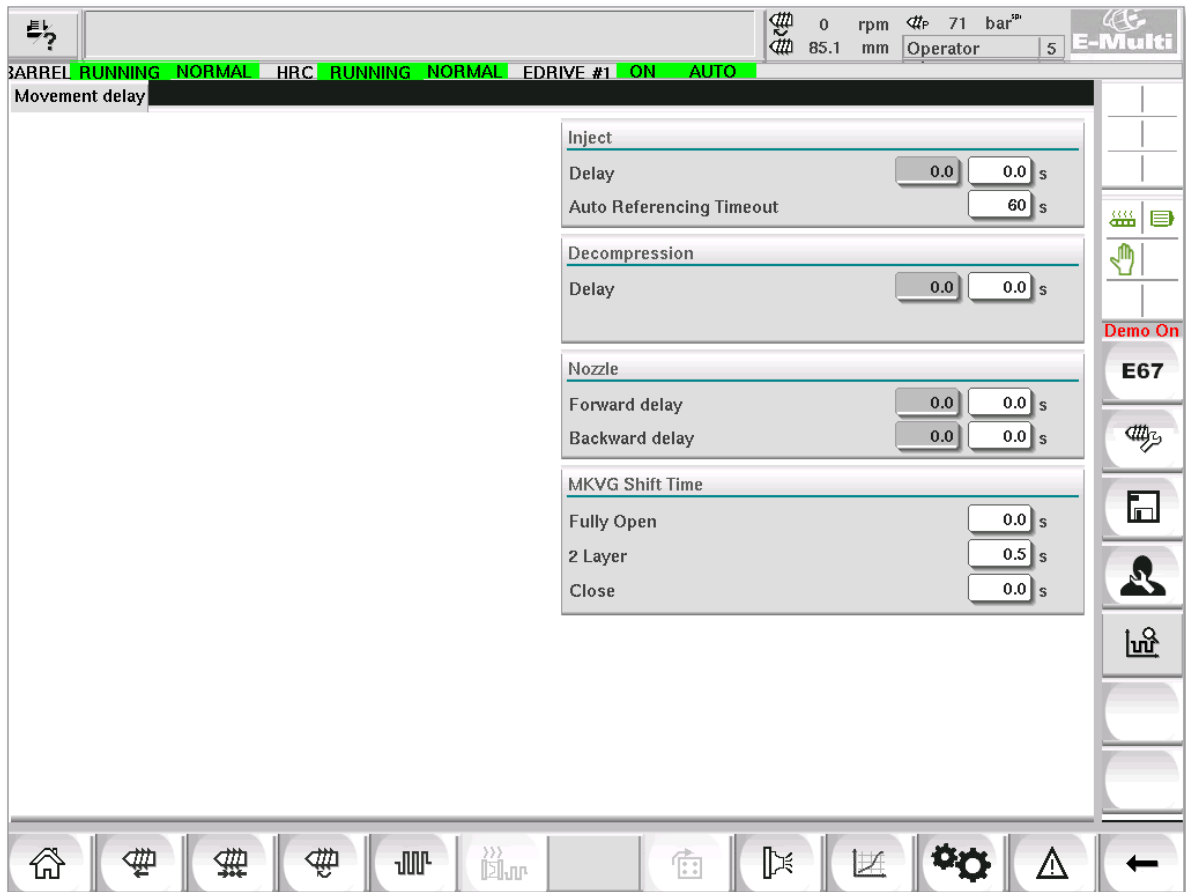 0 rpm P 71 bar
85.1 mm Operator 5
E-Multi
BARREL RUNNING NORMAL HRC RUNNING NORMAL EDRIVE #1 ON AUTO
Movement delay
Inject
Delay 0.0 0.0 s
Auto Referencing Timeout 60 s
Decompression
Delay 0.0 0.0 s
Nozzle
Forward delay 0.0 0.0 s
Backward delay 0.0 0.0 s
MKVG Shift Time
Fully Open 0.0 s
2 Layer 0.5 s
Close 0.0 s
Demo On
E67